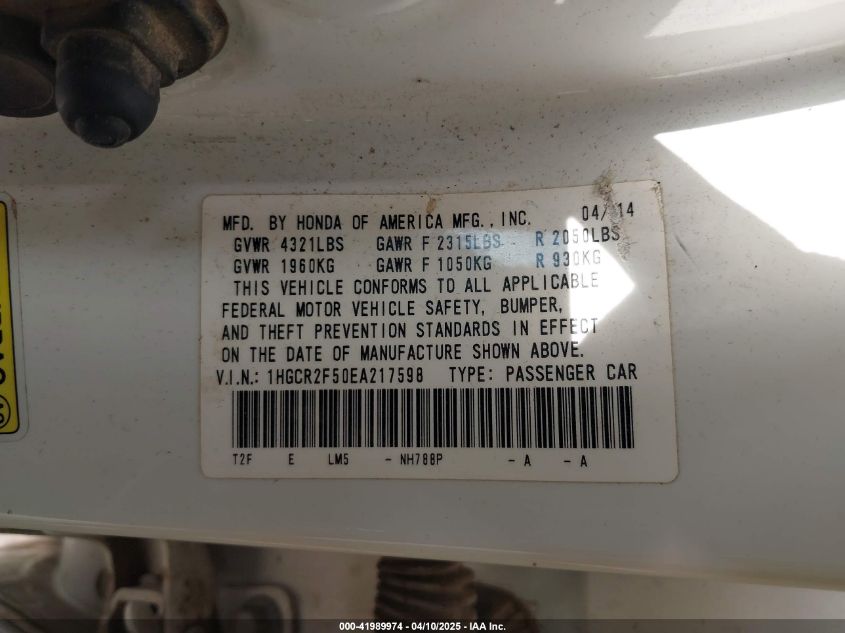 MFD. BY HONDA OF AMERICA MFG., INC. 04/14
GVWR 4321LBS GAWR F 2315LBS R 2050LBS
GVWR 1960KG GAWR F 1050KG R 930KG
THIS VEHICLE CONFORMS TO ALL APPLICABLE
FEDERAL MOTOR VEHICLE SAFETY, BUMPER,
AND THEFT PREVENTION STANDARDS IN EFFECT
ON THE DATE OF MANUFACTURE SHOWN ABOVE.
V.I.N.: 1HGCR2F50EA217598 TYPE: PASSENGER CAR
T2F E LM5 - NH788P - A - A
000-41989974 - 04/10/2025 - IAA Inc.